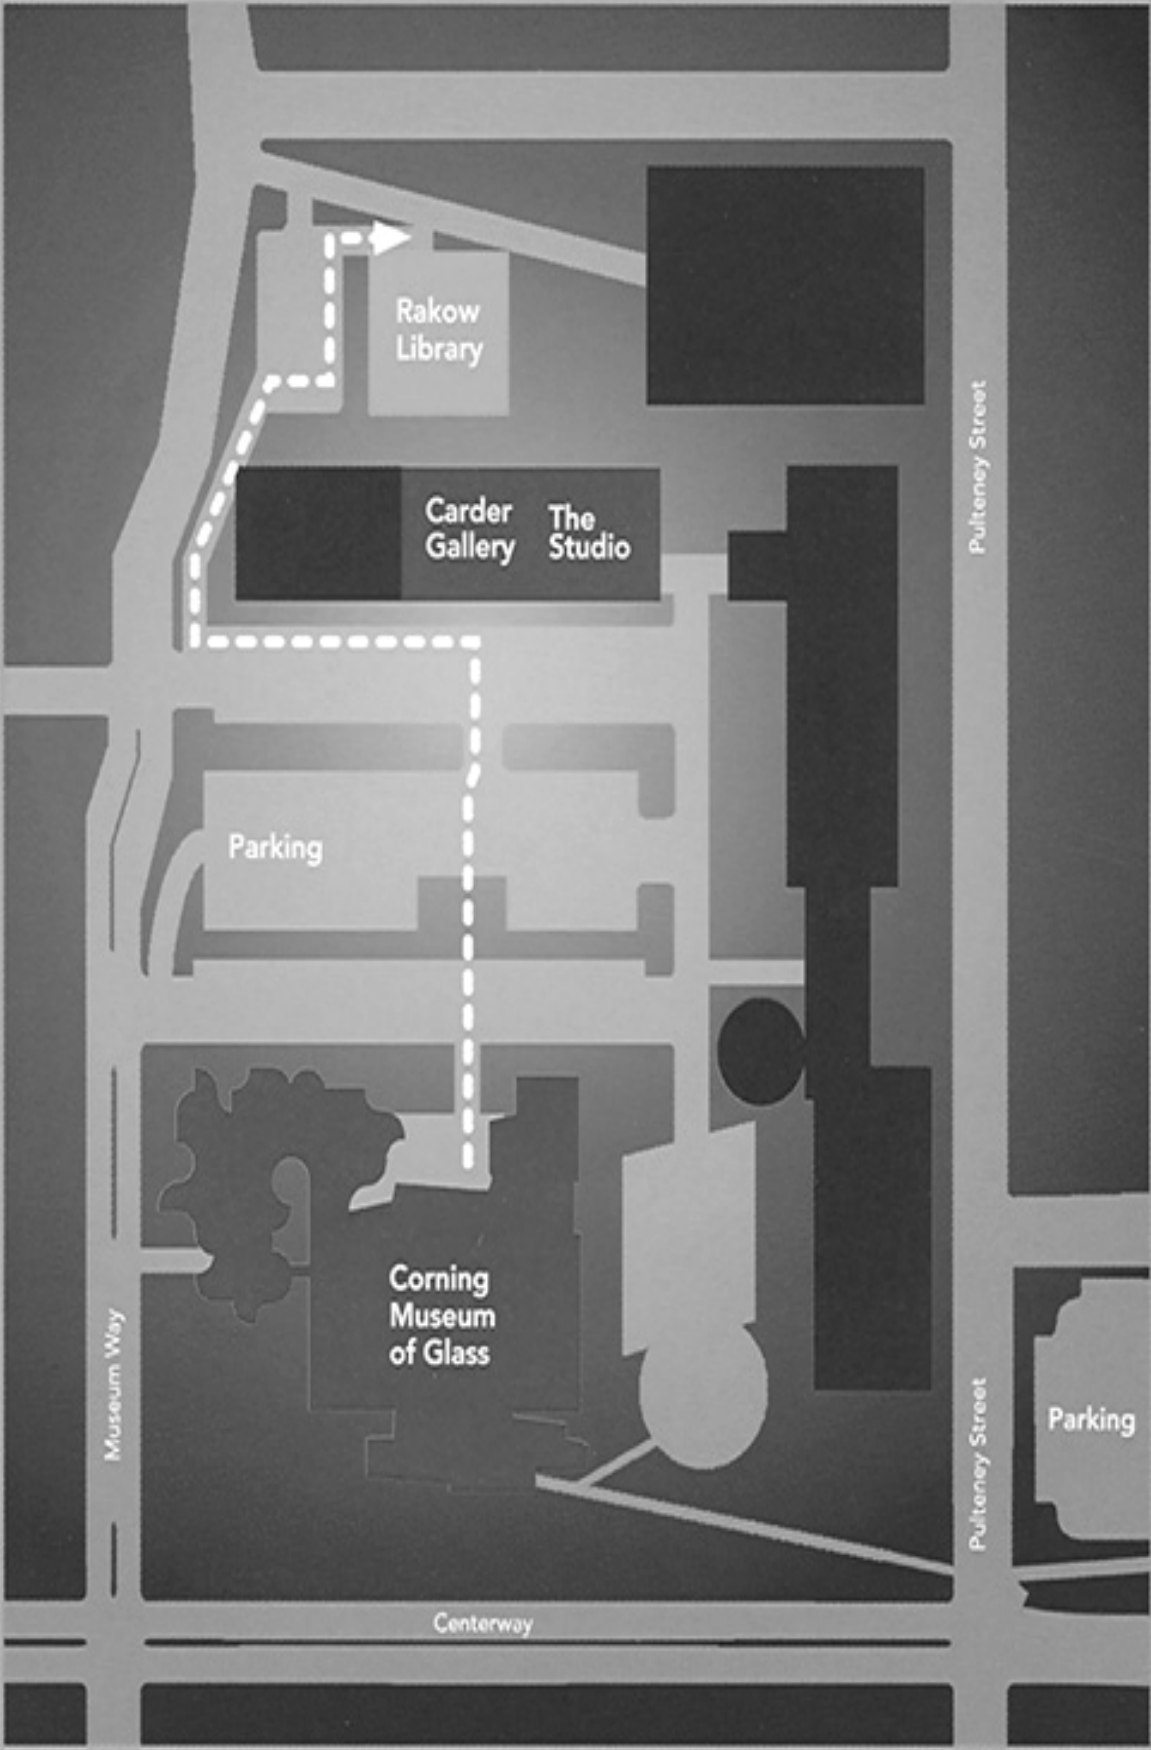 Rakow
Library
Pulteney Street
Carder
Gallery
The
Studio
Parking
Corning
Museum
of Glass
Museum Way
Pulteney Street
Parking
Centerway